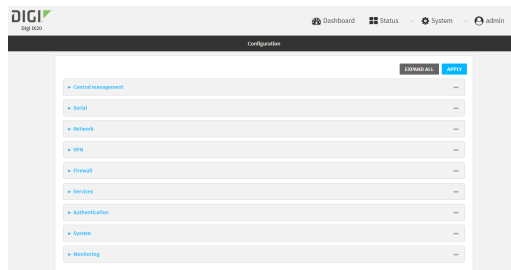 DIGI
Digi IX20
Dashboard
Status
System
admin
Configuration
EXPAND ALL
APPLY
Central management
Serial
Network
VPN
Firewall
Services
Authentication
System
Monitoring